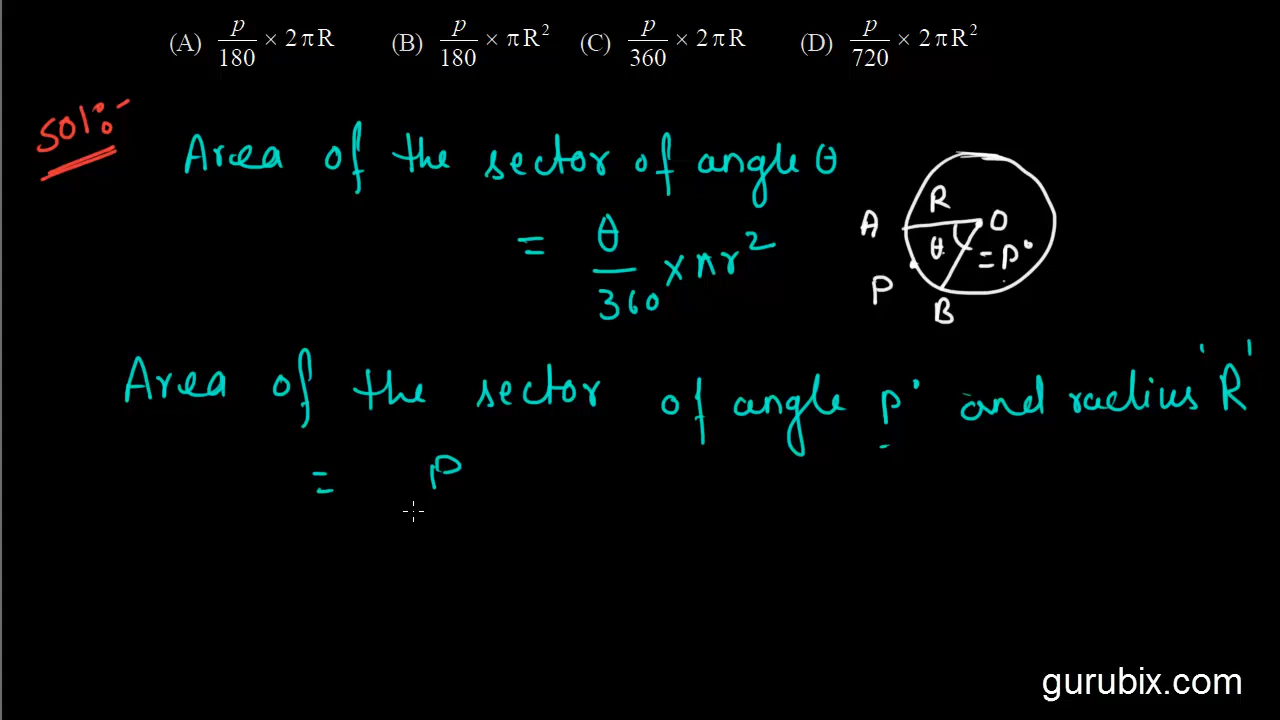 (A) p/180 × 2πR (B) p/180 × πR² (C) p/360 × 2πR (D) p/720 × 2πR²
Sol:-
Area of the sector of angle θ
= θ/360 × πr²
A R O
θ = P°
P
B
Area of the sector of angle P° and radius 'R'
= P
gurubix.com